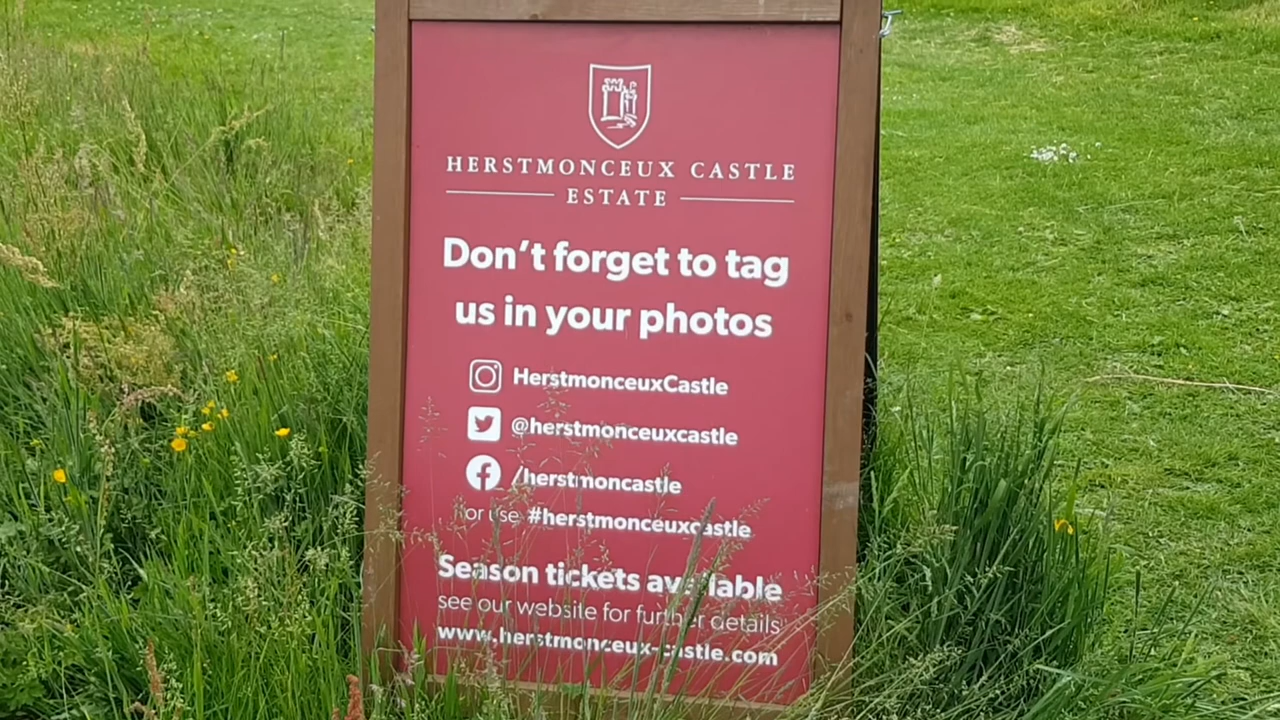 HERSTMONCEUX CASTLE
ESTATE
Don't forget to tag
us in your photos
HerstmonceuxCastle
@herstmonceuxcastle
/herstmoncastle
or use #herstmonceuxcastle
Season tickets available
see our website for further details
www.herstmonceux-castle.com